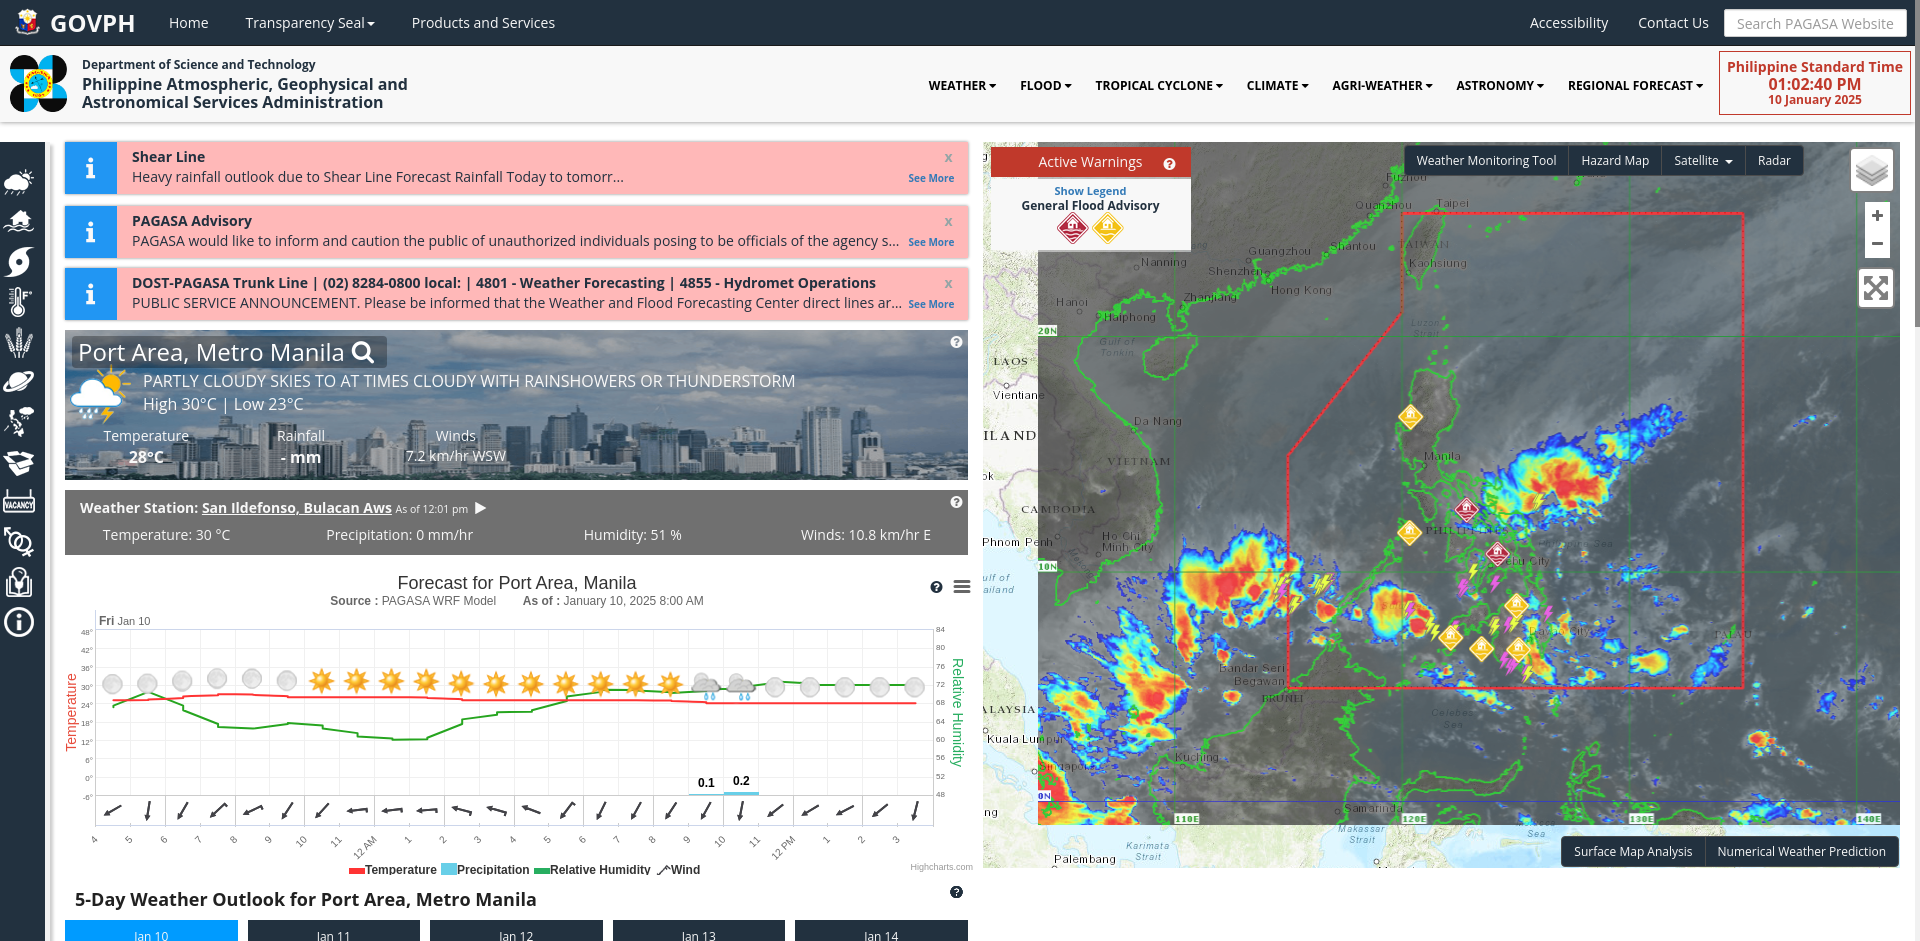 GOVPH
Home
Transparency Seal
Products and Services
Accessibility
Contact Us
Search PAGASA Website
Department of Science and Technology
Philippine Atmospheric, Geophysical and
Astronomical Services Administration
WEATHER
FLOOD
TROPICAL CYCLONE
CLIMATE
AGRI-WEATHER
ASTRONOMY
REGIONAL FORECAST
Philippine Standard Time
01:02:40 PM
10 January 2025
VACANCY
Shear Line
x
Heavy rainfall outlook due to Shear Line Forecast Rainfall Today to tomorr...
See More
PAGASA Advisory
x
PAGASA would like to inform and caution the public of unauthorized individuals posing to be officials of the agency s...
See More
DOST-PAGASA Trunk Line | (02) 8284-0800 local: | 4801 - Weather Forecasting | 4855 - Hydromet Operations
x
PUBLIC SERVICE ANNOUNCEMENT. Please be informed that the Weather and Flood Forecasting Center direct lines ar...
See More
Port Area, Metro Manila
PARTLY CLOUDY SKIES TO AT TIMES CLOUDY WITH RAINSHOWERS OR THUNDERSTORM
High 30°C | Low 23°C
Temperature
28°C
Rainfall
- mm
Winds
7.2 km/hr WSW
Weather Station: San Ildefonso, Bulacan Aws As of 12:01 pm
Temperature: 30 °C
Precipitation: 0 mm/hr
Humidity: 51 %
Winds: 10.8 km/hr E
Forecast for Port Area, Manila
Source : PAGASA WRF Model As of : January 10, 2025 8:00 AM
Fri Jan 10
Temperature
48°
42°
36°
30°
24°
18°
12°
6°
0°
-6°
84
80
76
72
68
64
60
56
52
48
Relative Humidity
0.1
0.2
4
5
6
7
8
9
10
11
12 AM
1
2
3
4
5
6
7
8
9
10
11
12 PM
1
2
3
Temperature
Precipitation
Relative Humidity
Wind
Highcharts.com
5-Day Weather Outlook for Port Area, Metro Manila
Jan 10
Jan 11
Jan 12
Jan 13
Jan 14
Active Warnings
Show Legend
General Flood Advisory
Weather Monitoring Tool
Hazard Map
Satellite
Radar
+
−
Fuzhou
Quanzhou
Taipei
TAIWAN
Guangzhou
Shantou
Nanning
Shenzhen
Kaohsiung
Hong Kong
Zhanjiang
Hanoi
Haiphong
Luzon
Strait
20N
Gulf of
Tonkin
LAOS
Vientiane
Da Nang
ILAND
Manila
VIETNAM
ok
CAMBODIA
PHILIPPINES
Phnom Penh
Ho Chi
Minh City
Cebu City
10N
ulf of
ailand
Davao City
PALAU
Bandar Seri
Begawan
BRUNEI
ALAYSIA
Celebes
Sea
Kuala Lumpur
Kuching
Singapore
0N
ng
Samarinda
110E
120E
130E
140E
Makassar
Strait
Sea
Karimata
Strait
Palembang
Surface Map Analysis
Numerical Weather Prediction